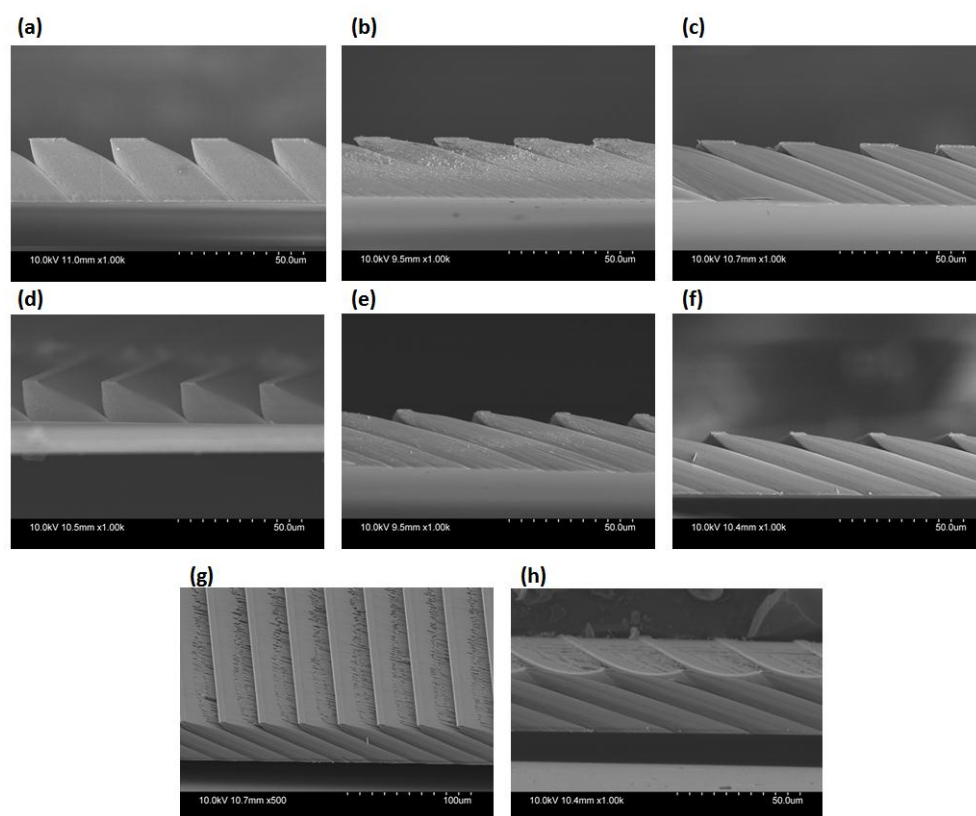 (a)
(b)
(c)
10.0kV 11.0mm x1.00k 50.0um
10.0kV 9.5mm x1.00k 50.0um
10.0kV 10.7mm x1.00k 50.0um
(d)
(e)
(f)
10.0kV 10.5mm x1.00k 50.0um
10.0kV 9.5mm x1.00k 50.0um
10.0kV 10.4mm x1.00k 50.0um
(g)
(h)
10.0kV 10.7mm x500 100um
10.0kV 10.4mm x1.00k 50.0um